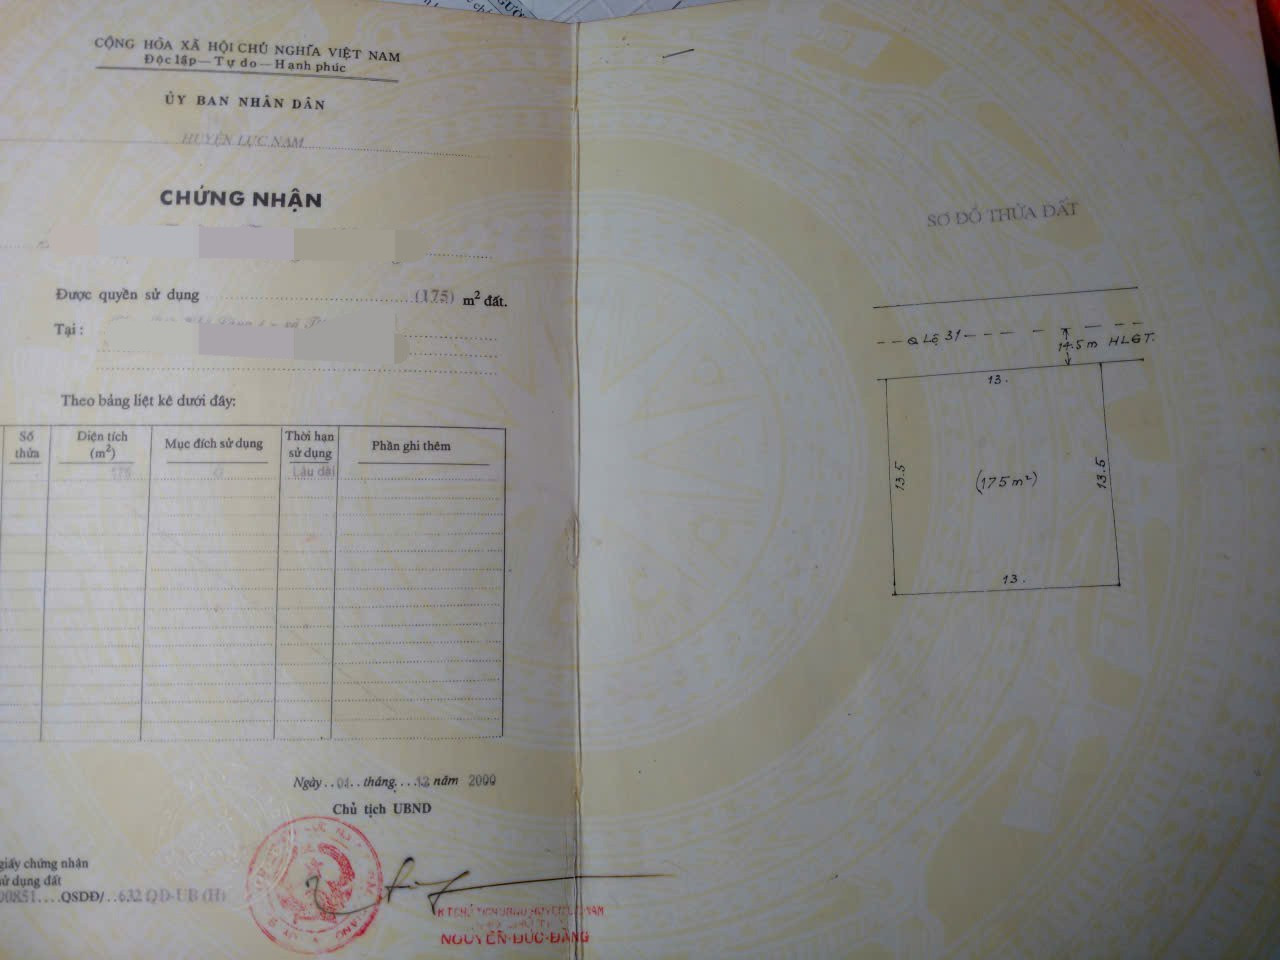 CỘNG HÒA XÃ HỘI CHỦ NGHĨA VIỆT NAM
Độc lập — Tự do — Hạnh phúc
ỦY BAN NHÂN DÂN
HUYỆN LỤC NAM
CHỨNG NHẬN
Được quyền sử dụng (175) m² đất.
Tại :
Theo bảng liệt kê dưới đây:
Số thửa
Diện tích (m²)
Mục đích sử dụng
Thời hạn sử dụng
Phần ghi thêm
175
Ở
Lâu dài
Ngày 01 tháng 12 năm 2000
Chủ tịch UBND
giấy chứng nhận
sử dụng đất
00851....QSDĐ/..632 QĐ-UB (H)
NGUYỄN ĐỨC ĐĂNG
SƠ ĐỒ THỬA ĐẤT
Q Lệ 31
14.5m HLGT.
13.
13.5
(175m²)
13.5
13.